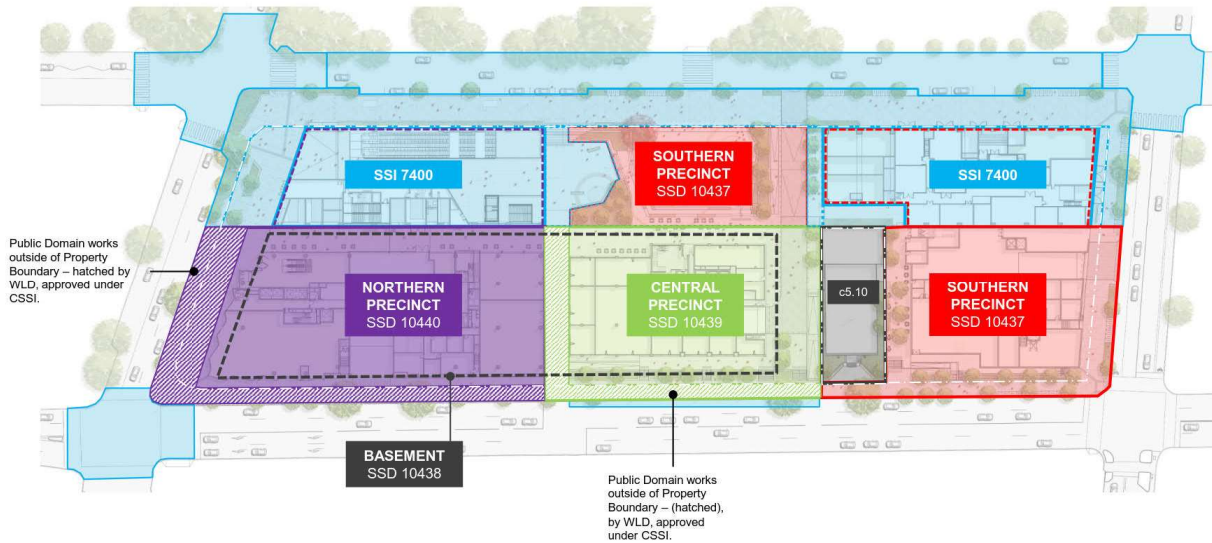 SSI 7400
SOUTHERN
PRECINCT
SSD 10437
SSI 7400
Public Domain works
outside of Property
Boundary – hatched by
WLD, approved under
CSSI.
NORTHERN
PRECINCT
SSD 10440
CENTRAL
PRECINCT
SSD 10439
c5.10
SOUTHERN
PRECINCT
SSD 10437
BASEMENT
SSD 10438
Public Domain works
outside of Property
Boundary – (hatched),
by WLD, approved
under CSSI.